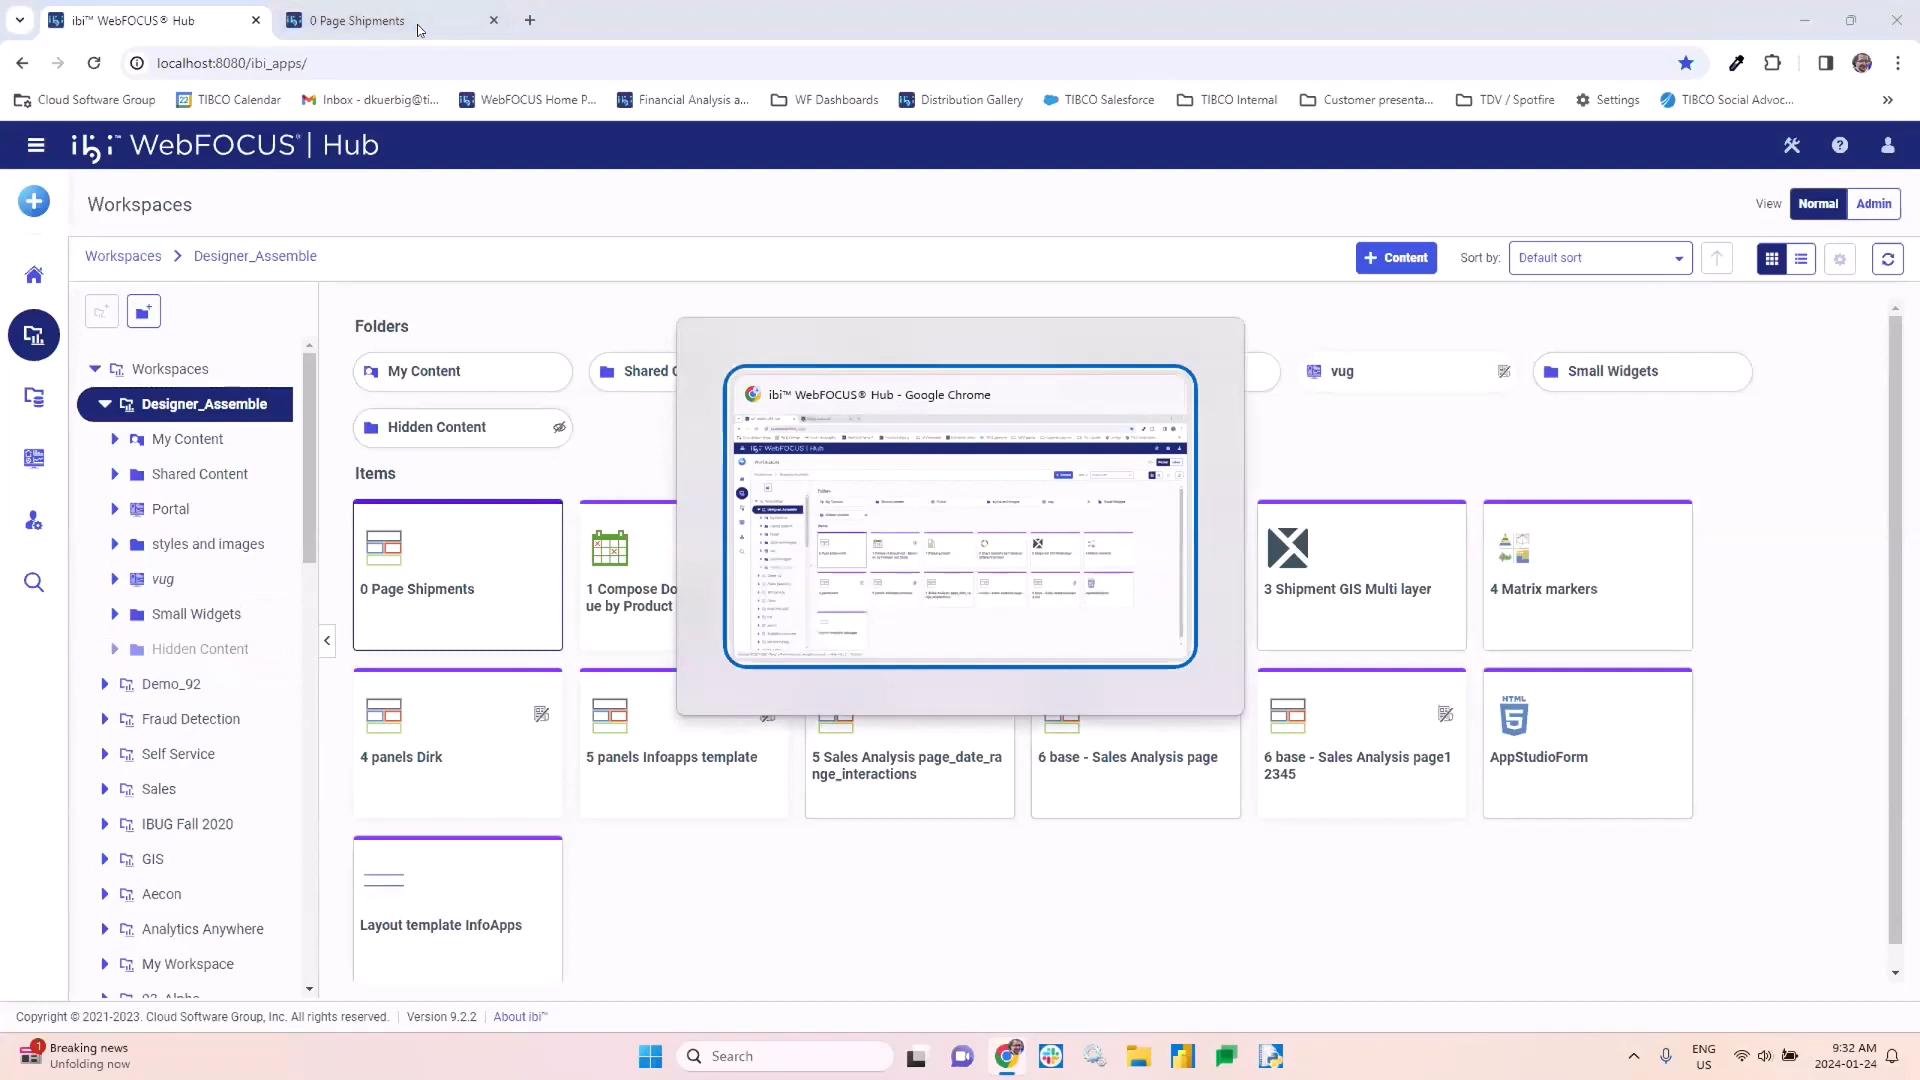 ibi™ WebFOCUS® Hub
0 Page Shipments
localhost:8080/ibi_apps/
Cloud Software Group
TIBCO Calendar
Inbox - dkuerbig@ti...
WebFOCUS Home P...
Financial Analysis a...
WF Dashboards
Distribution Gallery
TIBCO Salesforce
TIBCO Internal
Customer presenta...
TDV / Spotfire
Settings
TIBCO Social Advoc...
ibi™ WebFOCUS® | Hub
Workspaces
View
Normal
Admin
Workspaces > Designer_Assemble
+ Content
Sort by:
Default sort
Workspaces
Designer_Assemble
My Content
Shared Content
Portal
styles and images
vug
Small Widgets
Hidden Content
Demo_92
Fraud Detection
Self Service
Sales
IBUG Fall 2020
GIS
Aecon
Analytics Anywhere
My Workspace
Folders
My Content
Shared C
vug
Small Widgets
Hidden Content
Items
0 Page Shipments
1 Compose Do
ue by Product
3 Shipment GIS Multi layer
4 Matrix markers
4 panels Dirk
5 panels Infoapps template
5 Sales Analysis page_date_ra
nge_interactions
6 base - Sales Analysis page
6 base - Sales Analysis page1
2345
HTML
5
AppStudioForm
Layout template InfoApps
ibi™ WebFOCUS® Hub - Google Chrome
Copyright © 2021-2023. Cloud Software Group, Inc. All rights reserved.
Version 9.2.2
About ibi™
1
Breaking news
Unfolding now
Search
ENG
US
9:32 AM
2024-01-24